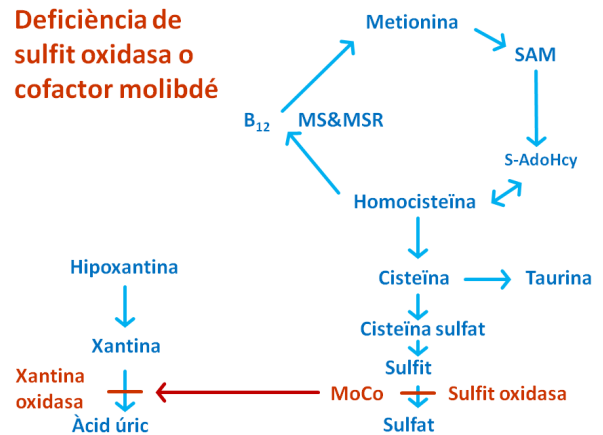 Deficiència de
sulfit oxidasa o
cofactor molibdé
Metionina
SAM
B12 MS&MSR
S-AdoHcy
Homocisteïna
Hipoxantina
Cisteïna
Taurina
Cisteïna sulfat
Xantina
Sulfit
Xantina
oxidasa
MoCo
Sulfit oxidasa
Àcid úric
Sulfat